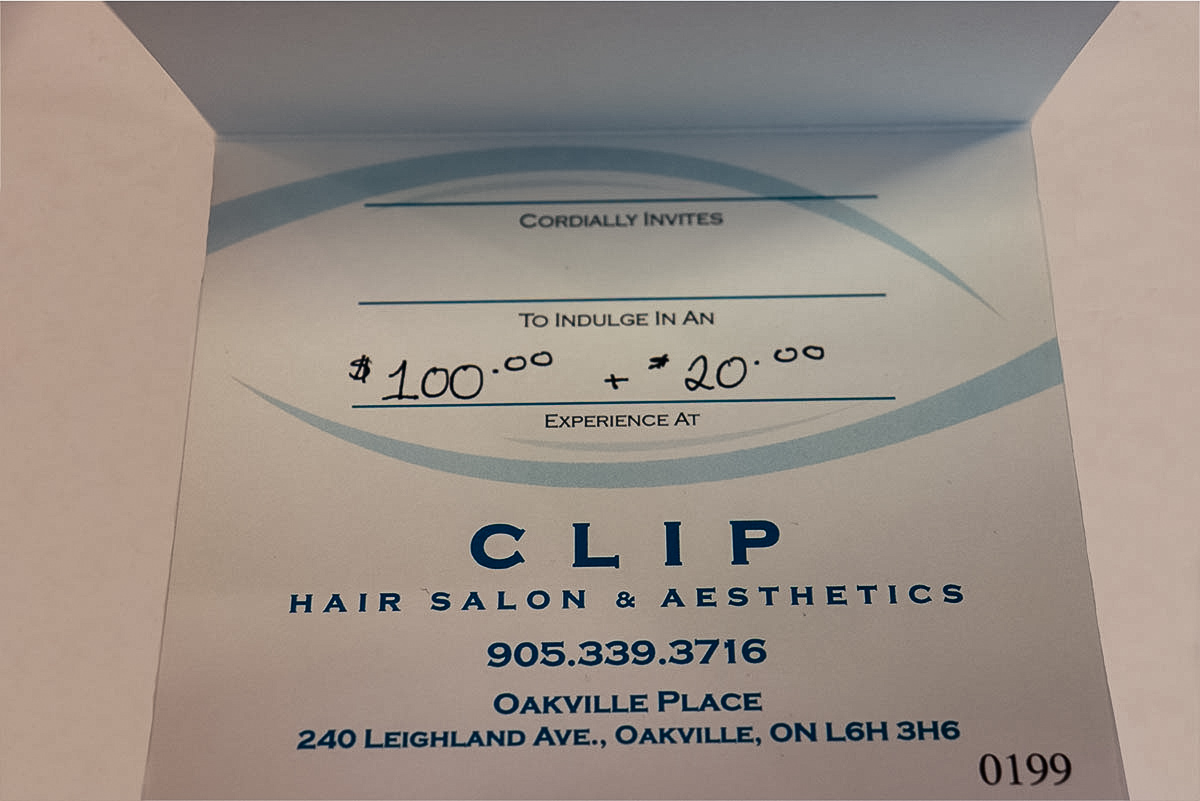 CORDIALLY INVITES
TO INDULGE IN AN
$100.00 + $20.00
EXPERIENCE AT
CLIP
HAIR SALON & AESTHETICS
905.339.3716
OAKVILLE PLACE
240 LEIGHLAND AVE., OAKVILLE, ON L6H 3H6
0199